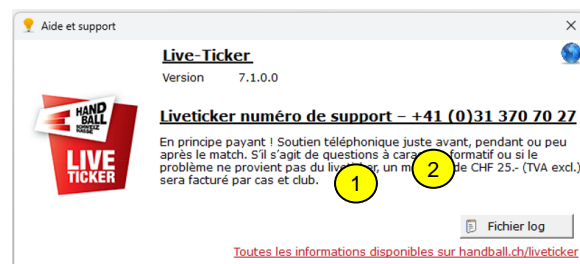 Aide et support
Live-Ticker
Version 7.1.0.0
HAND
BALL
SCHWEIZ
SUISSE
LIVE
TICKER
Liveticker numéro de support – +41 (0)31 370 70 27
En principe payant ! Soutien téléphonique juste avant, pendant ou peu
après le match. S'il s'agit de questions à formatif ou si le
problème ne provient pas du un de CHF 25.- (TVA excl.)
sera facturé par cas et club.
1
2
Fichier log
Toutes les informations disponibles sur handball.ch/liveticker